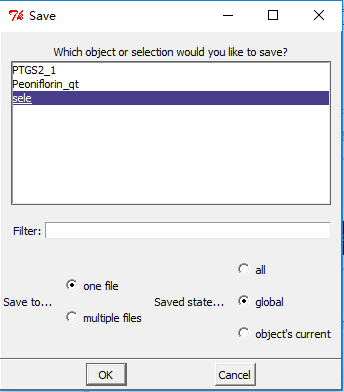 Save
Which object or selection would you like to save?
PTGS2_1
Peoniflorin_qt
sele
Filter:
Save to...
one file
multiple files
Saved state...
all
global
object's current
OK
Cancel